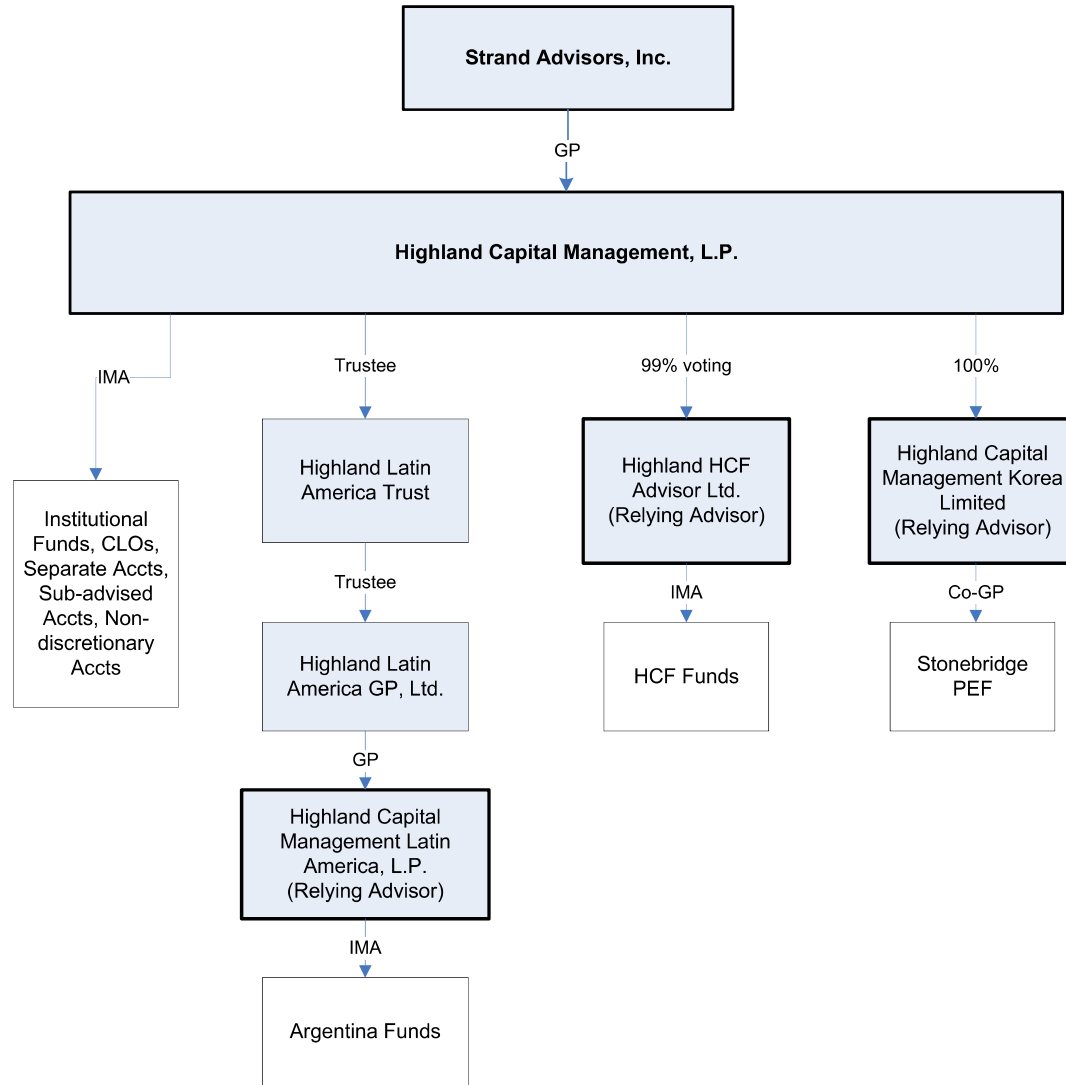 Strand Advisors, Inc.
GP
Highland Capital Management, L.P.
IMA
Trustee
99% voting
100%
Institutional
Funds, CLOs,
Separate Accts,
Sub-advised
Accts, Non-
discretionary
Accts
Highland Latin
America Trust
Highland HCF
Advisor Ltd.
(Relying Advisor)
Highland Capital
Management Korea
Limited
(Relying Advisor)
Trustee
IMA
Co-GP
Highland Latin
America GP, Ltd.
HCF Funds
Stonebridge
PEF
GP
Highland Capital
Management Latin
America, L.P.
(Relying Advisor)
IMA
Argentina Funds